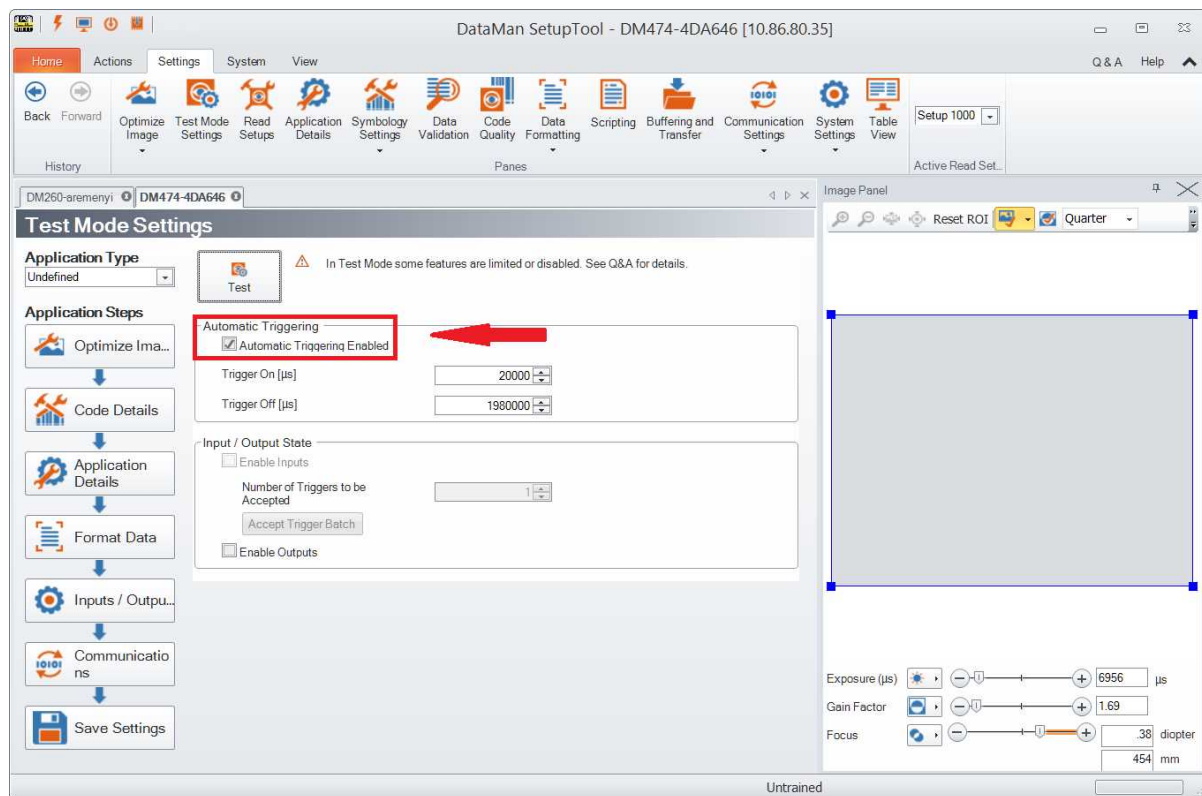 DataMan SetupTool - DM474-4DA646 [10.86.80.35]
Home Actions Settings System View Q & A Help
Back Forward
Optimize Image
Test Mode Settings
Read Setups
Application Details
Symbology Settings
Data Validation
Code Quality
Data Formatting
Scripting
Buffering and Transfer
Communication Settings
System Settings
Table View
Setup 1000
History
Panes
Active Read Set...
DM260-aremenyi DM474-4DA646
Test Mode Settings
Application Type
Undefined
Application Steps
Optimize Ima...
Code Details
Application Details
Format Data
Inputs / Outpu...
Communicatio
ns
Save Settings
Test
In Test Mode some features are limited or disabled. See Q&A for details.
Automatic Triggering
Automatic Triggering Enabled
Trigger On [µs] 20000
Trigger Off [µs] 1980000
Input / Output State
Enable Inputs
Number of Triggers to be
Accepted
1
Accept Trigger Batch
Enable Outputs
Image Panel
Reset ROI Quarter
Exposure (µs) 6956 µs
Gain Factor 1.69
Focus .38 diopter
454 mm
Untrained